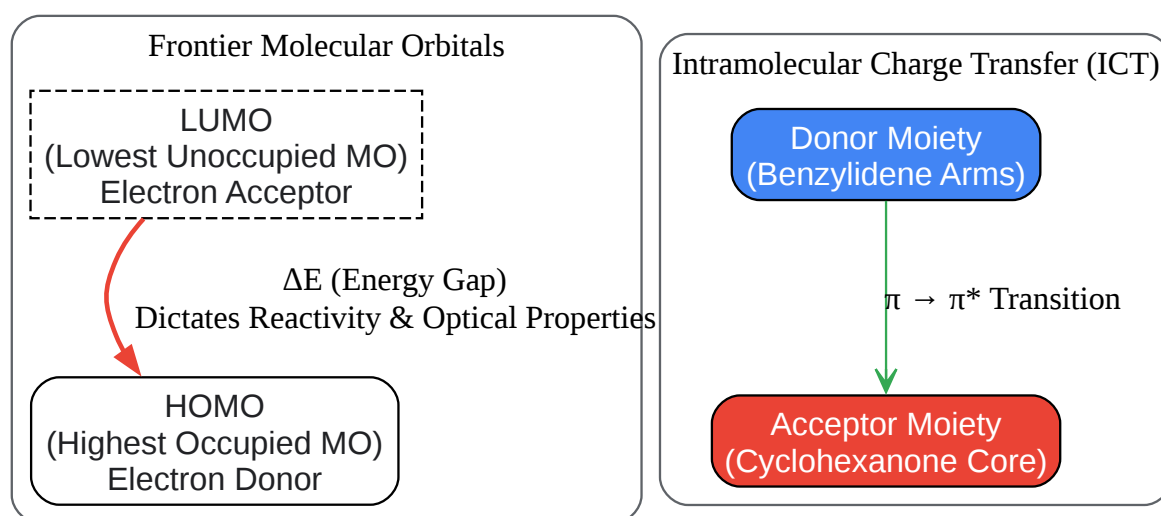 Frontier Molecular Orbitals
LUMO
(Lowest Unoccupied MO)
Electron Acceptor
ΔE (Energy Gap)
Dictates Reactivity & Optical Properties
HOMO
(Highest Occupied MO)
Electron Donor
Intramolecular Charge Transfer (ICT)
Donor Moiety
(Benzylidene Arms)
π → π* Transition
Acceptor Moiety
(Cyclohexanone Core)